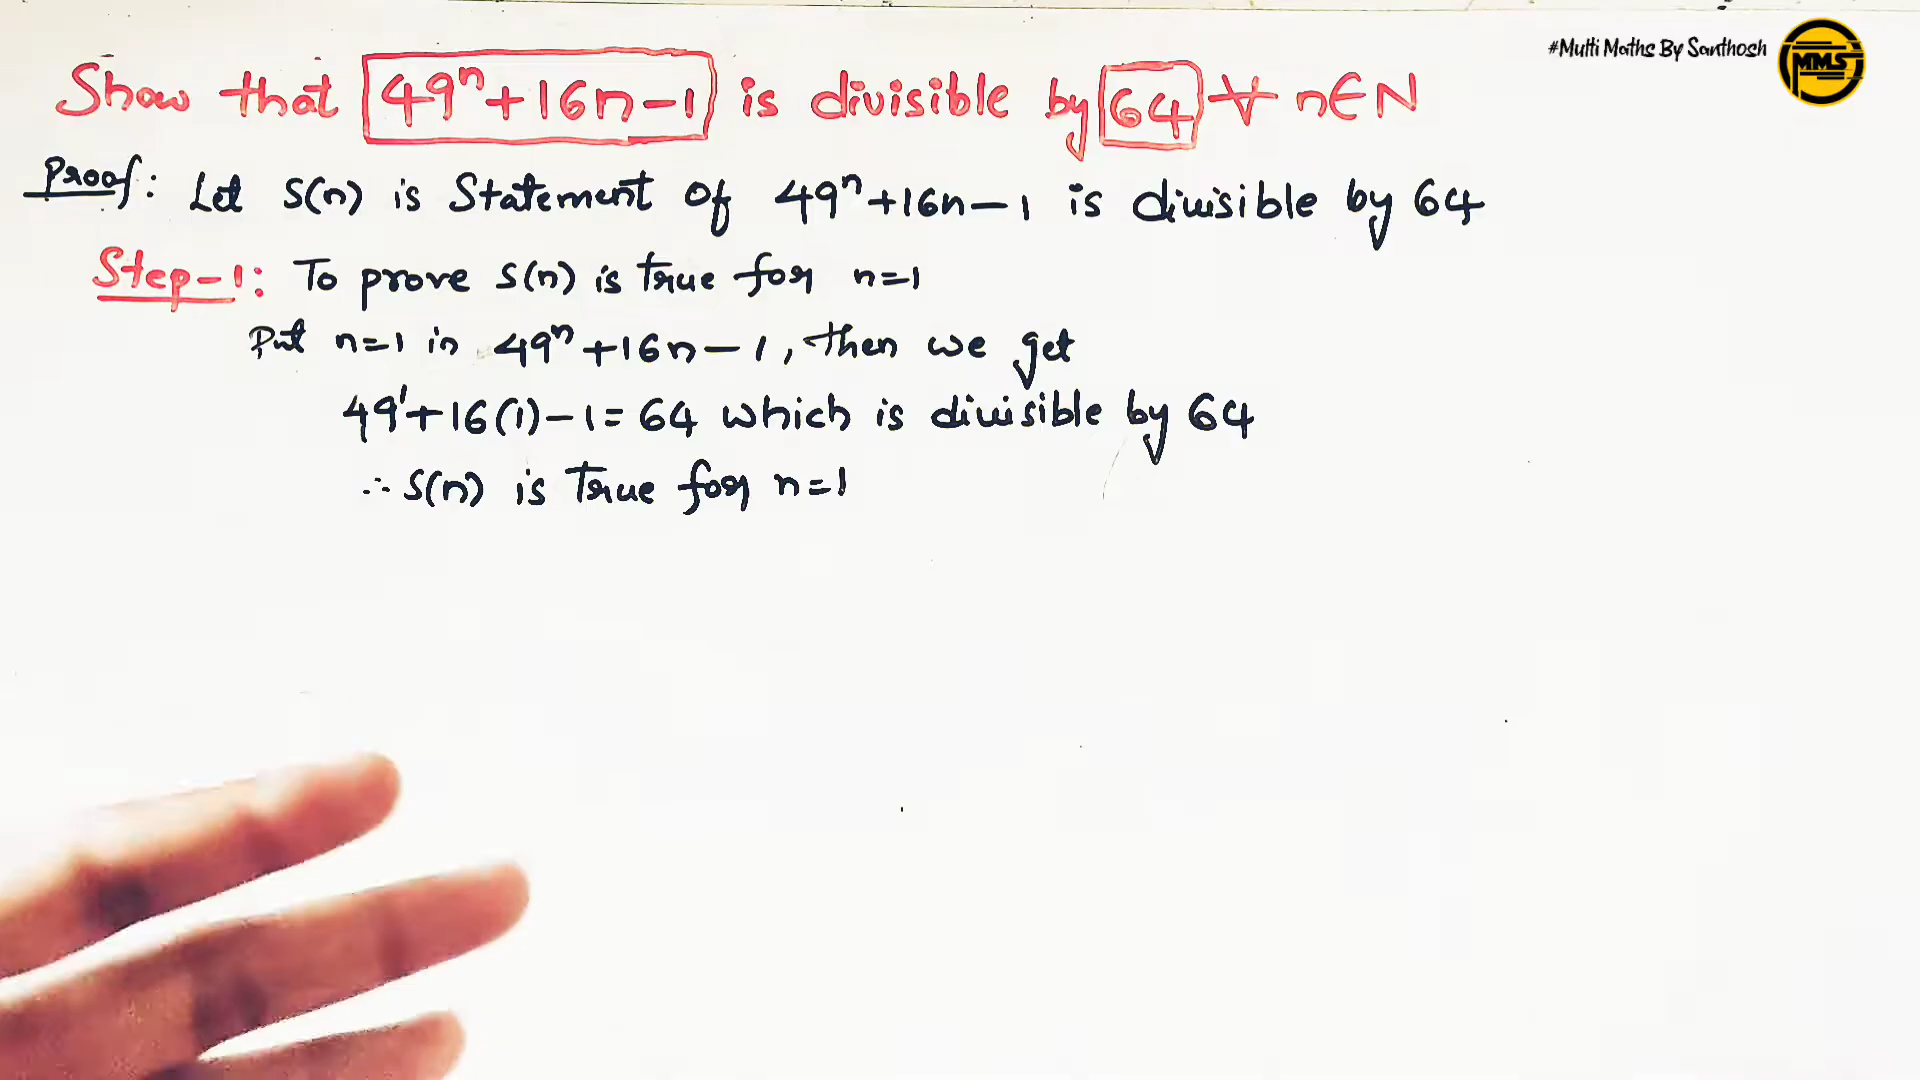 #Multi Maths By Santhosh
MMS
Show that 49ⁿ+16n-1 is divisible by 64 ∀ n∈N
Proof: Let S(n) is Statement of 49ⁿ+16n-1 is divisible by 64
Step-1: To prove S(n) is true for n=1
Put n=1 in 49ⁿ+16n-1, then we get
49¹+16(1)-1=64 which is divisible by 64
∴ S(n) is True for n=1